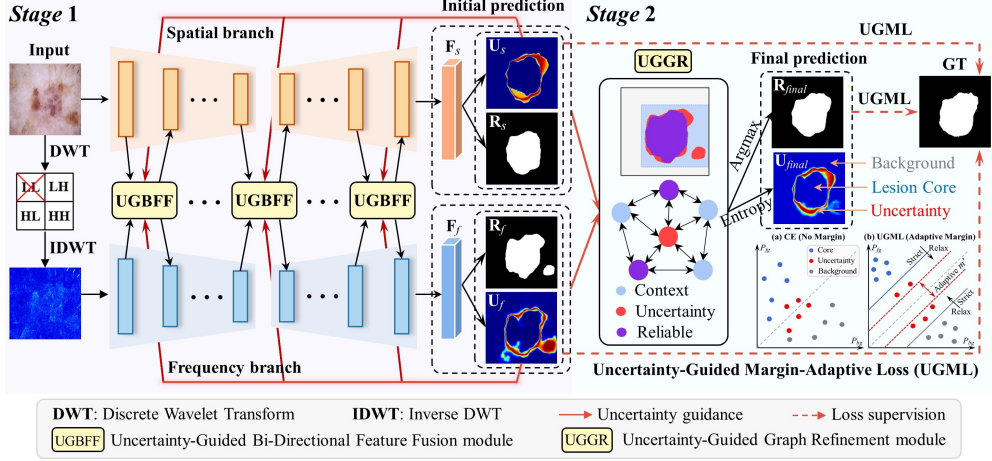 Stage 1
Initial prediction
Stage 2
UGML
Input
Spatial branch
Fs
Us
UGGR
Final prediction
GT
Rfinal
UGML
Rs
Argmax
DWT
LL LH
HL HH
UGBFF
UGBFF
UGBFF
Ufinal
Background
Lesion Core
Uncertainty
Entropy
IDWT
Ff
Rf
Uf
(a) CE (No Margin)
(b) UGML (Adaptive Margin)
Core
Uncertainty
Background
Strict
Relax
Adaptive m
Strict
Relax
Pbg
Pbg
Context
Uncertainty
Reliable
Frequency branch
Uncertainty-Guided Margin-Adaptive Loss (UGML)
DWT: Discrete Wavelet Transform IDWT: Inverse DWT Uncertainty guidance Loss supervision
UGBFF Uncertainty-Guided Bi-Directional Feature Fusion module UGGR Uncertainty-Guided Graph Refinement module